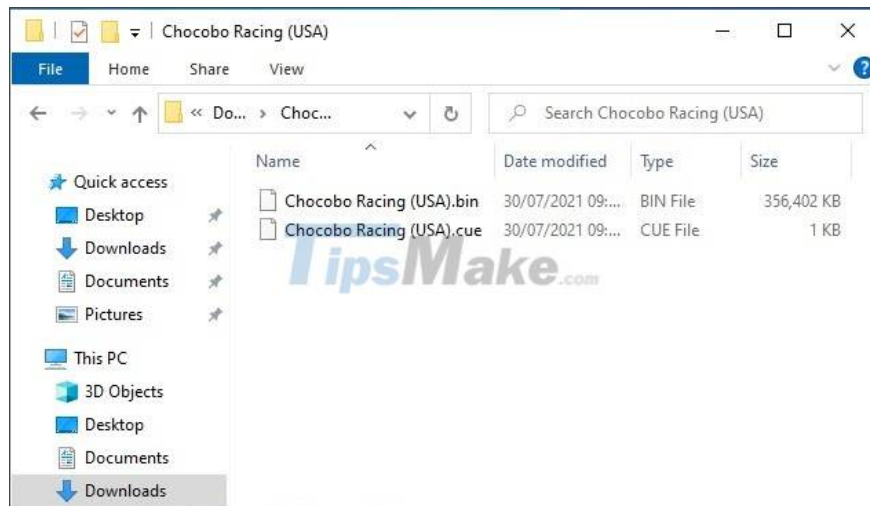 Chocobo Racing (USA)
File Home Share View
« Do... > Choc... Search Chocobo Racing (USA)
Name Date modified Type Size
Quick access
Chocobo Racing (USA).bin 30/07/2021 09:... BIN File 356,402 KB
Desktop
Chocobo Racing (USA).cue 30/07/2021 09:... CUE File 1 KB
Downloads
TipsMake.com
Documents
Pictures
This PC
3D Objects
Desktop
Documents
Downloads